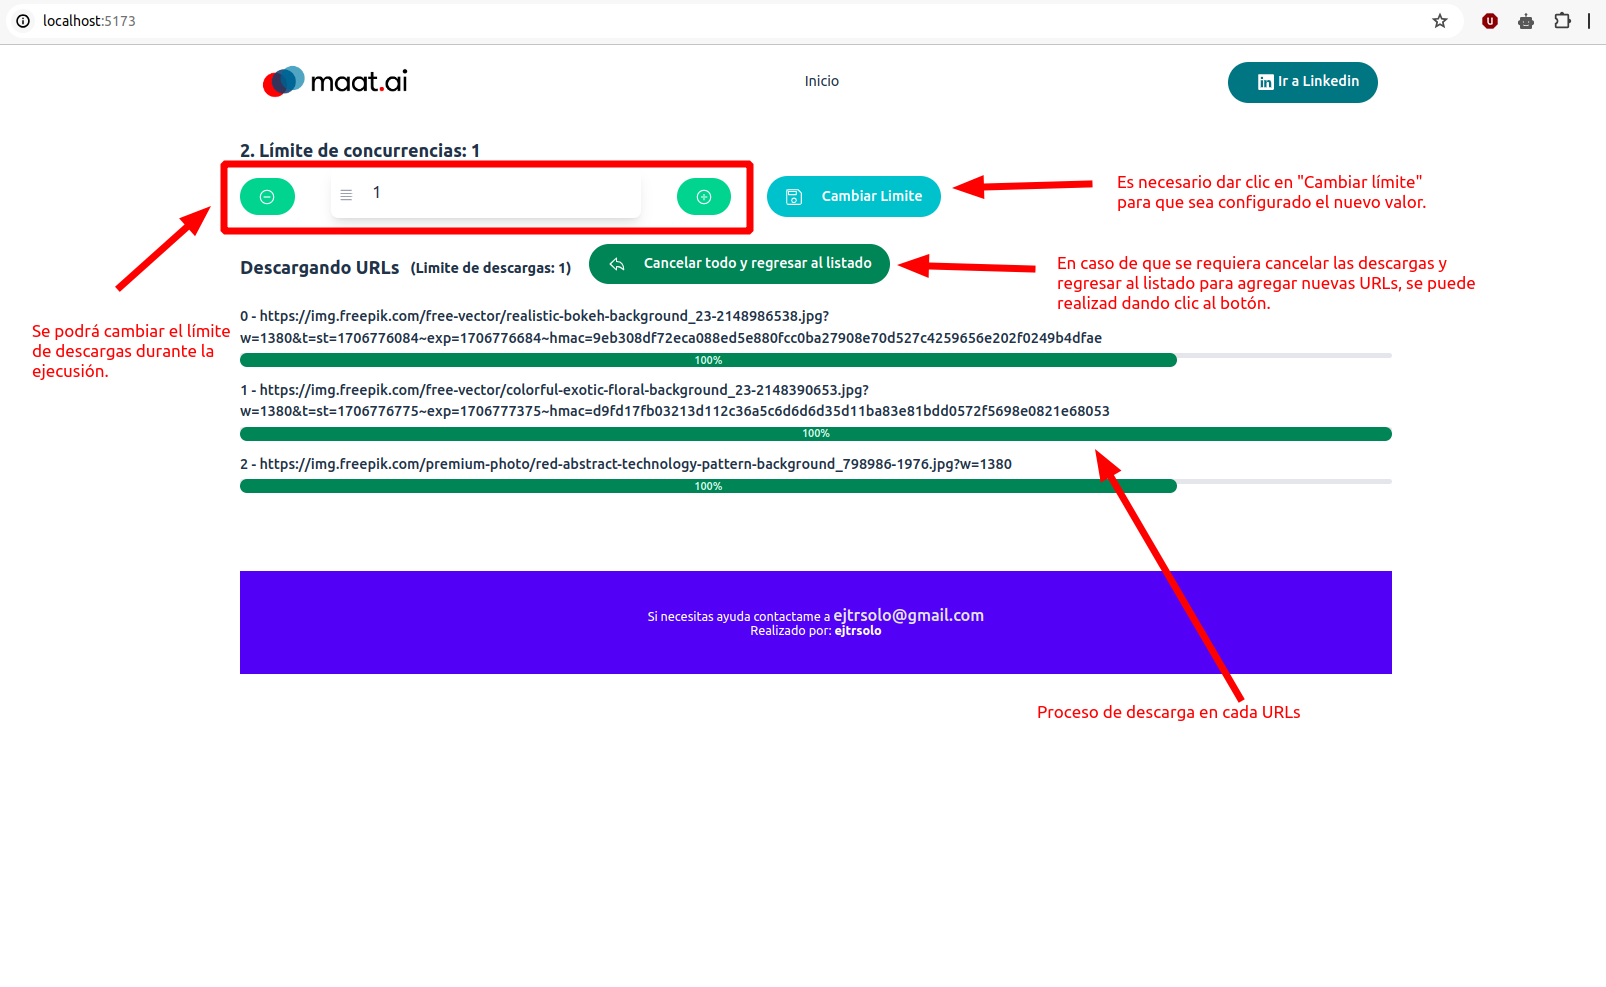 localhost:5173
maat.ai
Inicio
in Ir a Linkedin
2. Límite de concurrencias: 1
1
Cambiar Limite
Es necesario dar clic en "Cambiar límite"
para que sea configurado el nuevo valor.
Descargando URLs (Limite de descargas: 1)
Cancelar todo y regresar al listado
En caso de que se requiera cancelar las descargas y
regresar al listado para agregar nuevas URLs, se puede
realizad dando clic al botón.
Se podrá cambiar el límite
de descargas durante la
ejecusión.
0 - https://img.freepik.com/free-vector/realistic-bokeh-background_23-2148986538.jpg?
w=1380&t=st=1706776084~exp=1706776684~hmac=9eb308df72eca088ed5e880fcc0ba27908e70d527c4259656e202f0249b4dfae
100%
1 - https://img.freepik.com/free-vector/colorful-exotic-floral-background_23-2148390653.jpg?
w=1380&t=st=1706776775~exp=1706777375~hmac=d9fd17fb03213d112c36a5c6d6d6d35d11ba83e81bdd0572f5698e0821e68053
100%
2 - https://img.freepik.com/premium-photo/red-abstract-technology-pattern-background_798986-1976.jpg?w=1380
100%
Si necesitas ayuda contactame a ejtrsolo@gmail.com
Realizado por: ejtrsolo
Proceso de descarga en cada URLs